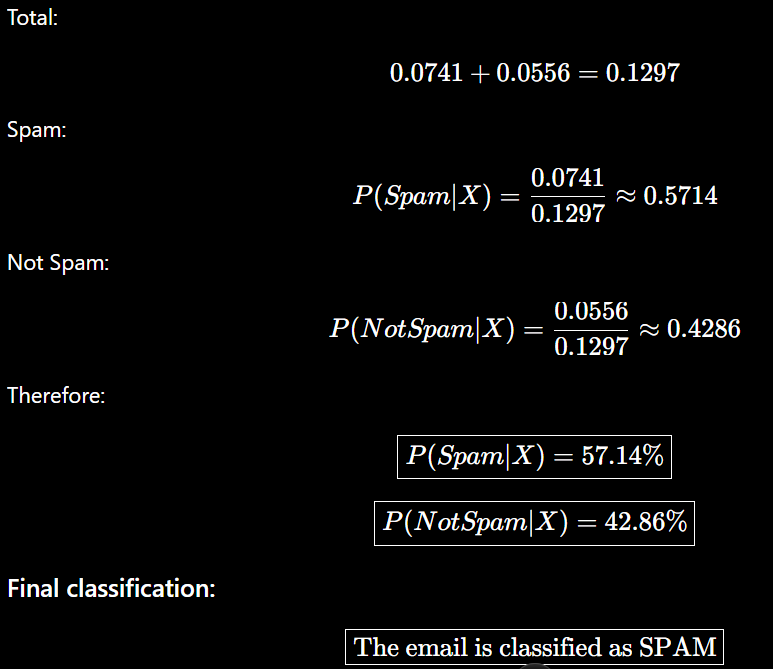 Total:
0.0741 + 0.0556 = 0.1297
Spam:
P(Spam|X) = 0.0741/0.1297 ≈ 0.5714
Not Spam:
P(NotSpam|X) = 0.0556/0.1297 ≈ 0.4286
Therefore:
P(Spam|X) = 57.14%
P(NotSpam|X) = 42.86%
Final classification:
The email is classified as SPAM